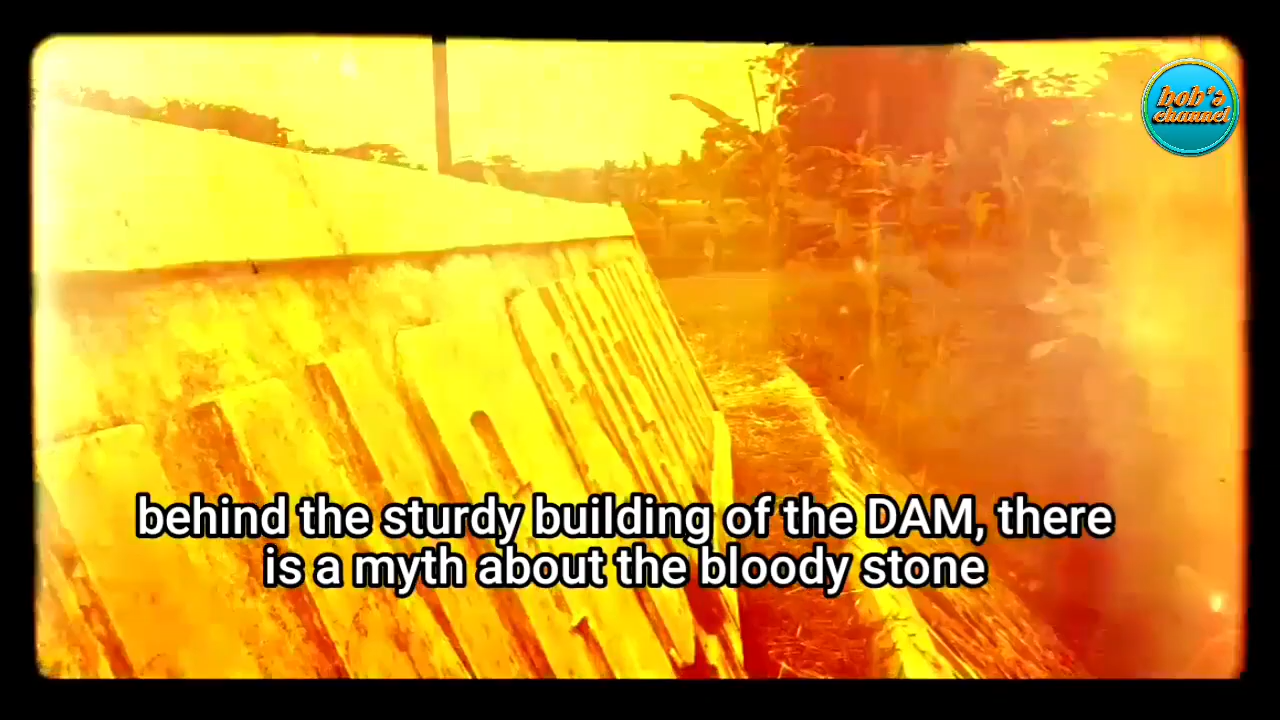 bob's
channel
behind the sturdy building of the DAM, there
is a myth about the bloody stone